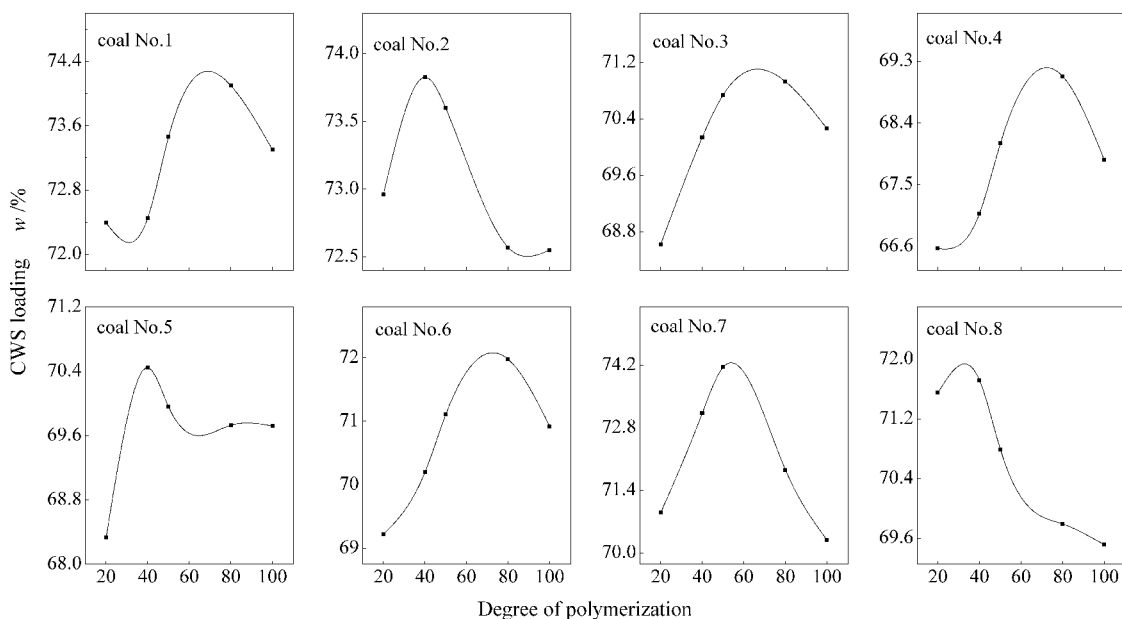 coal No.1
74.4
73.6
72.8
72.0
coal No.2
74.0
73.5
73.0
72.5
coal No.3
71.2
70.4
69.6
68.8
coal No.4
69.3
68.4
67.5
66.6
CWS loading w /%
coal No.5
71.2
70.4
69.6
68.8
68.0
20 40 60 80 100
coal No.6
72
71
70
69
20 40 60 80 100
coal No.7
74.2
72.8
71.4
70.0
20 40 60 80 100
coal No.8
72.0
71.2
70.4
69.6
20 40 60 80 100
Degree of polymerization